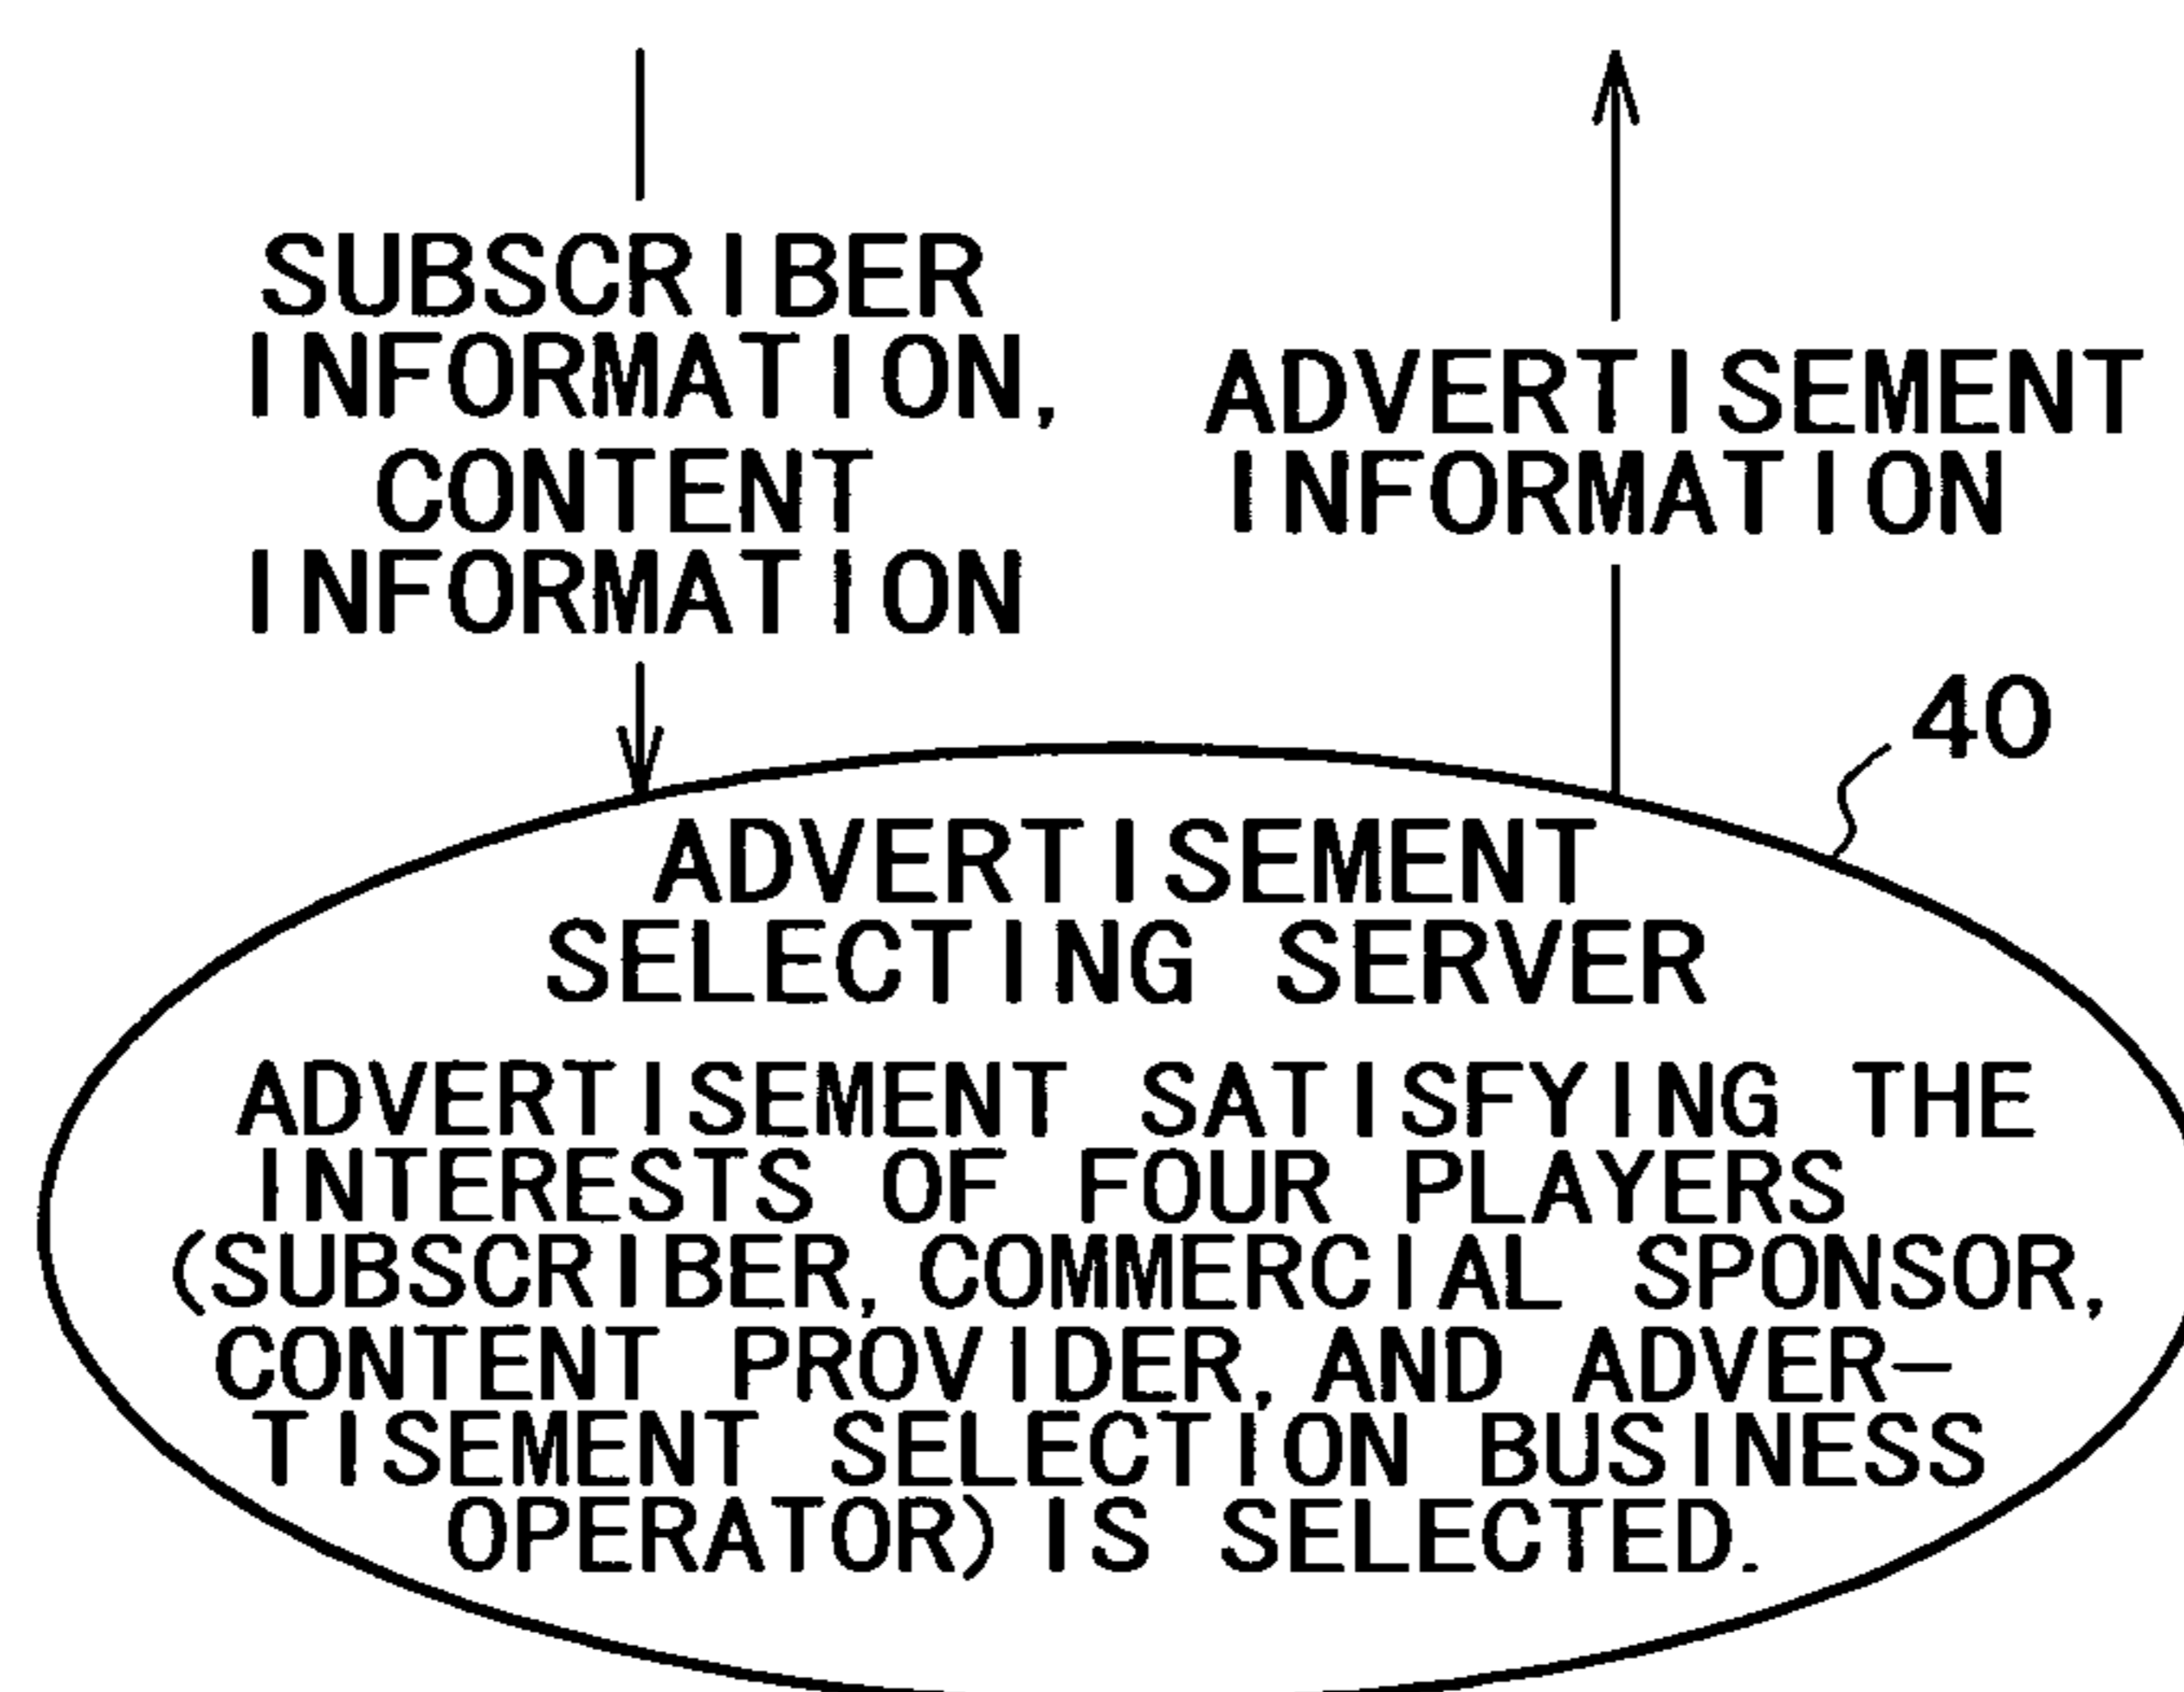 SUBSCRIBER
INFORMATION,
CONTENT
INFORMATION
ADVERTISEMENT
INFORMATION
40
ADVERTISEMENT
SELECTING SERVER
ADVERTISEMENT SATISFYING THE
INTERESTS OF FOUR PLAYERS
(SUBSCRIBER, COMMERCIAL SPONSOR,
CONTENT PROVIDER, AND ADVER-
TISEMENT SELECTION BUSINESS
OPERATOR) IS SELECTED.